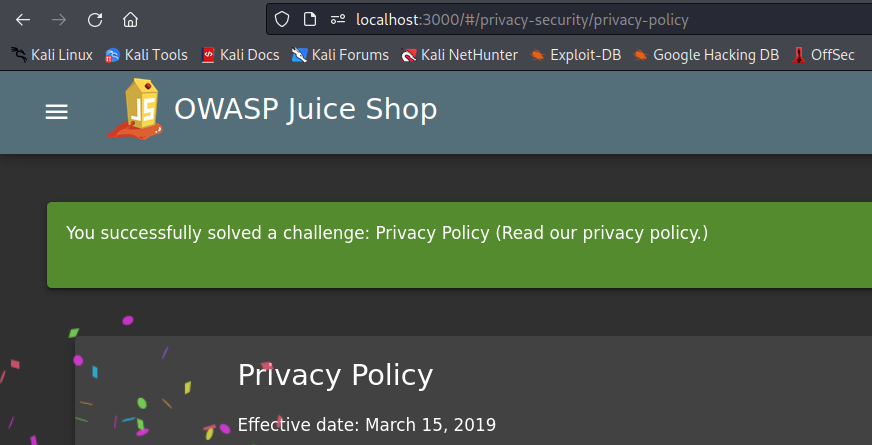 localhost:3000/#/privacy-security/privacy-policy
Kali Linux Kali Tools Kali Docs Kali Forums Kali NetHunter Exploit-DB Google Hacking DB OffSec
JS OWASP Juice Shop
You successfully solved a challenge: Privacy Policy (Read our privacy policy.)
Privacy Policy
Effective date: March 15, 2019